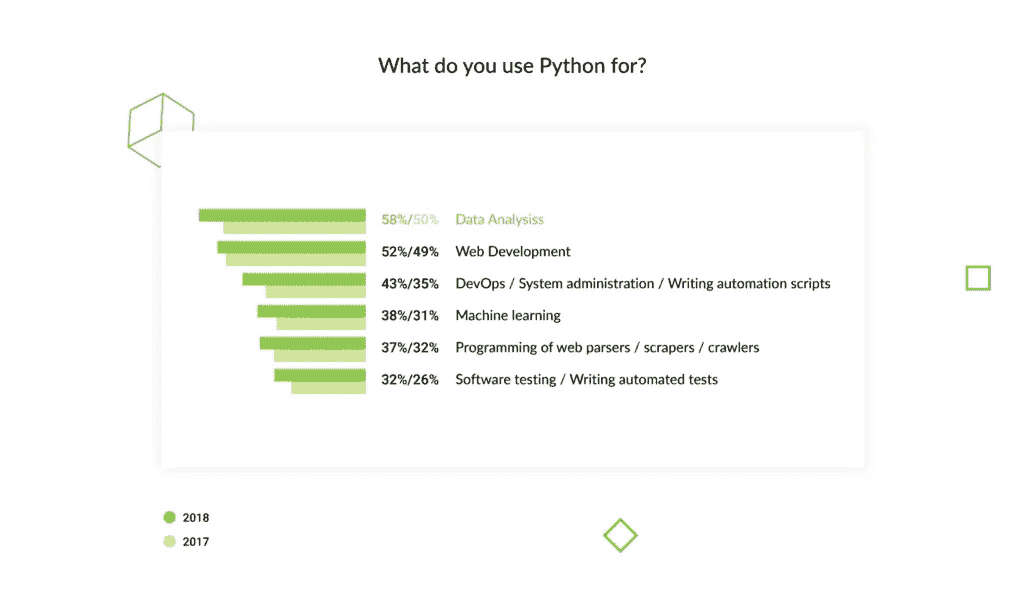 What do you use Python for?
58%/50% Data Analysiss
52%/49% Web Development
43%/35% DevOps / System administration / Writing automation scripts
38%/31% Machine learning
37%/32% Programming of web parsers / scrapers / crawlers
32%/26% Software testing / Writing automated tests
2018
2017